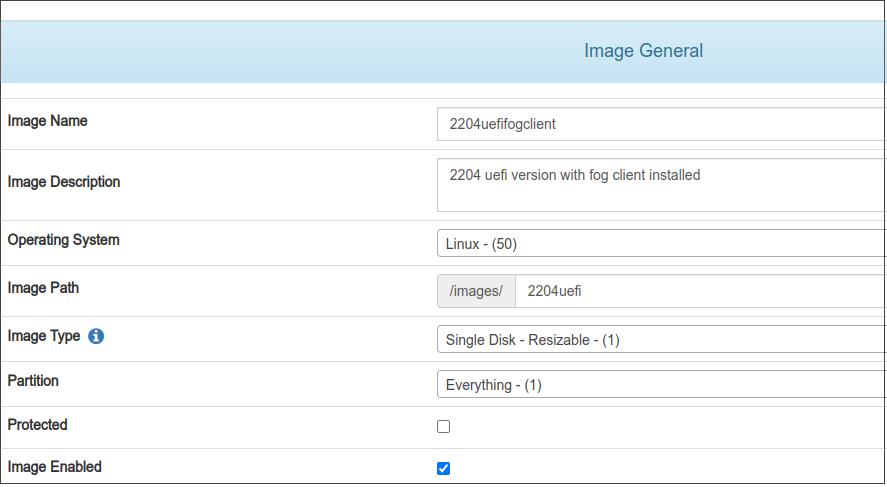 Image General
Image Name
2204uefifogclient
Image Description
2204 uefi version with fog client installed
Operating System
Linux - (50)
Image Path
/images/ 2204uefi
Image Type
Single Disk - Resizable - (1)
Partition
Everything - (1)
Protected
Image Enabled